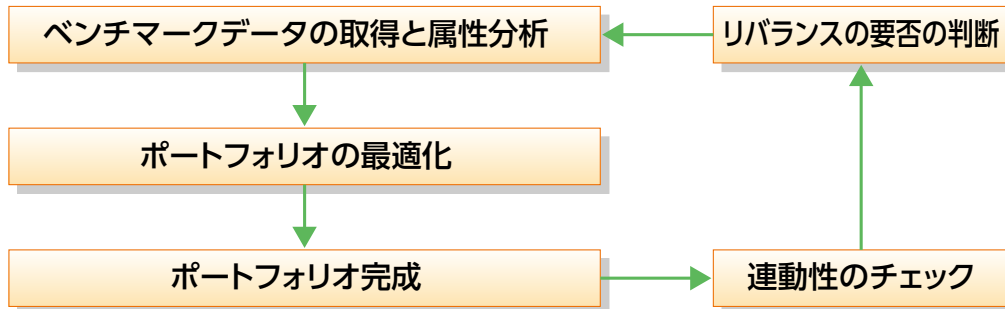 ベンチマークデータの取得と属性分析
リバランスの要否の判断
ポートフォリオの最適化
ポートフォリオ完成
連動性のチェック